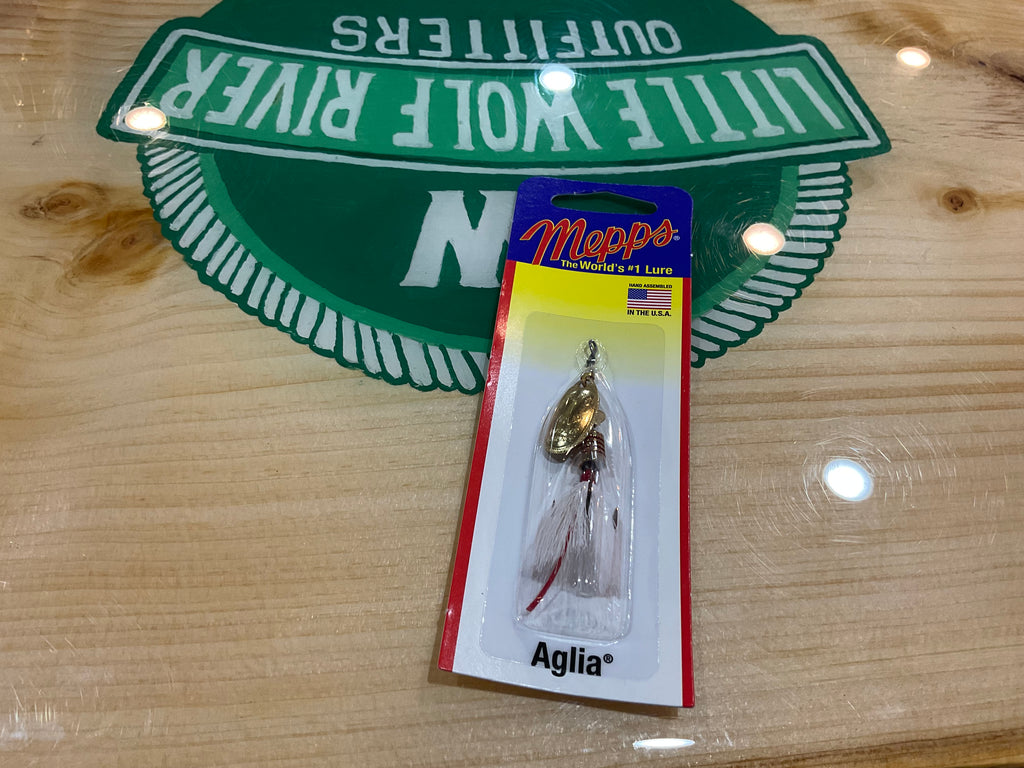 OUTFITTERS
LITTLE WOLF RIVER
W
Mepps®
The World's #1 Lure
HAND ASSEMBLED
IN THE U.S.A.
Aglia®